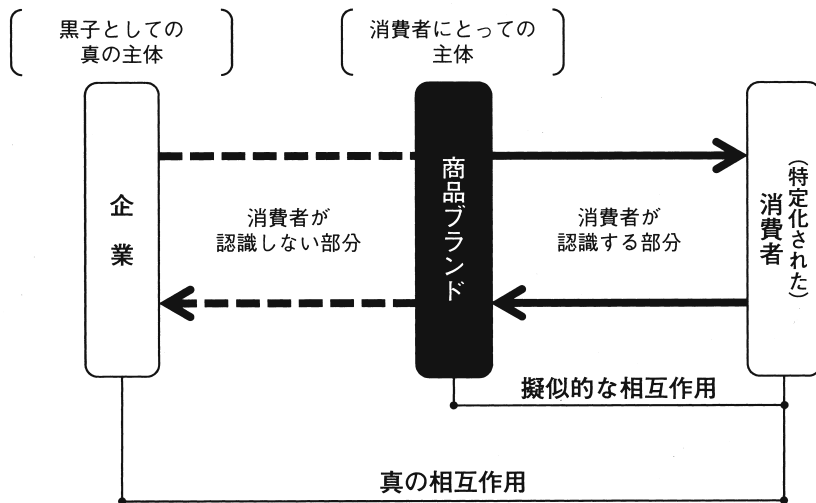 黒子としての
真の主体
消費者にとっての
主体
企業
消費者が
認識しない部分
商品ブランド
消費者が
認識する部分
(特定化された)
消費者
擬似的な相互作用
真の相互作用